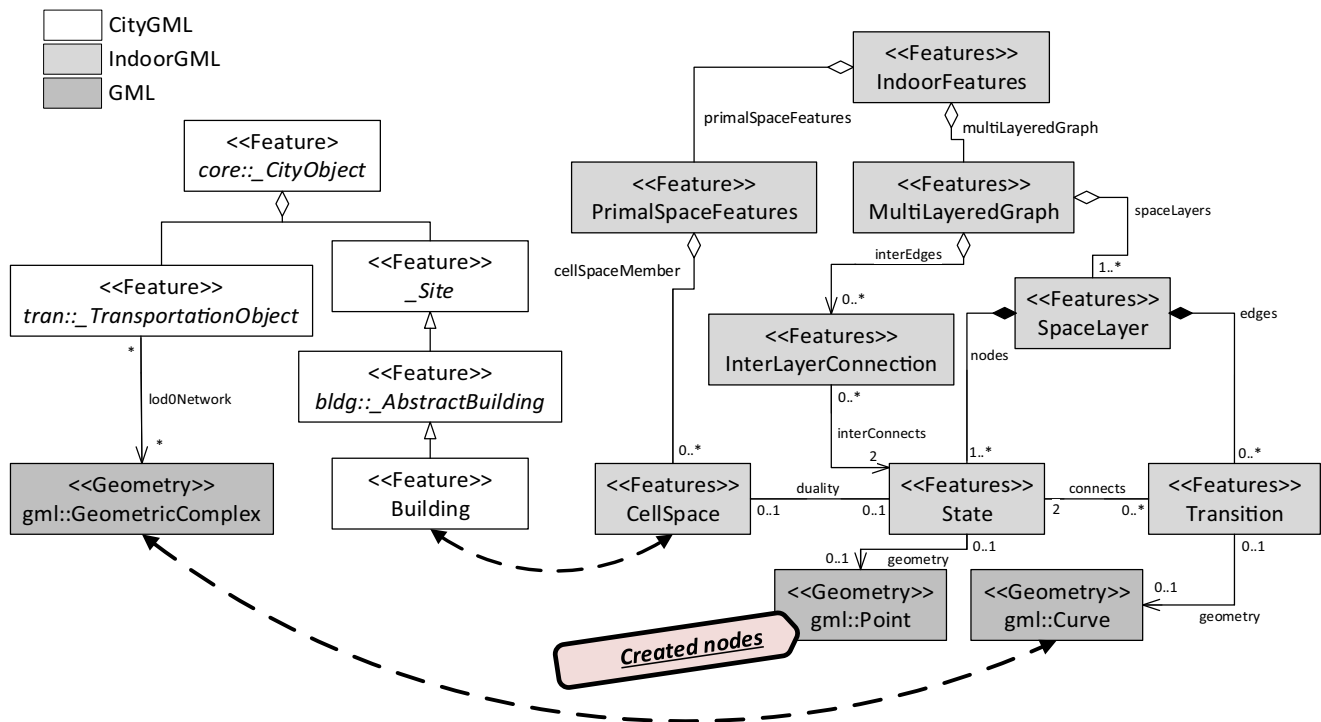 CityGML
IndoorGML
GML
<<Features>>
IndoorFeatures
primalSpaceFeatures
multiLayeredGraph
<<Feature>
core::_CityObject
<<Feature>>
PrimalSpaceFeatures
<<Features>>
MultiLayeredGraph
spaceLayers
<<Feature>>
_Site
cellSpaceMember
interEdges
1..*
<<Feature>>
tran::_TransportationObject
0..*
<<Features>>
SpaceLayer
edges
*
<<Features>>
InterLayerConnection
nodes
<<Feature>>
bldg::_AbstractBuilding
lod0Network
0..*
interConnects
*
0..*
2
1..*
0..*
<<Geometry>>
gml::GeometricComplex
<<Feature>>
Building
<<Features>>
CellSpace
duality
0..1
0..1
<<Features>>
State
connects
2
0..*
<<Features>>
Transition
0..1
0..1
geometry
0..1
<<Geometry>>
gml::Point
<<Geometry>>
gml::Curve
0..1
geometry
Created nodes